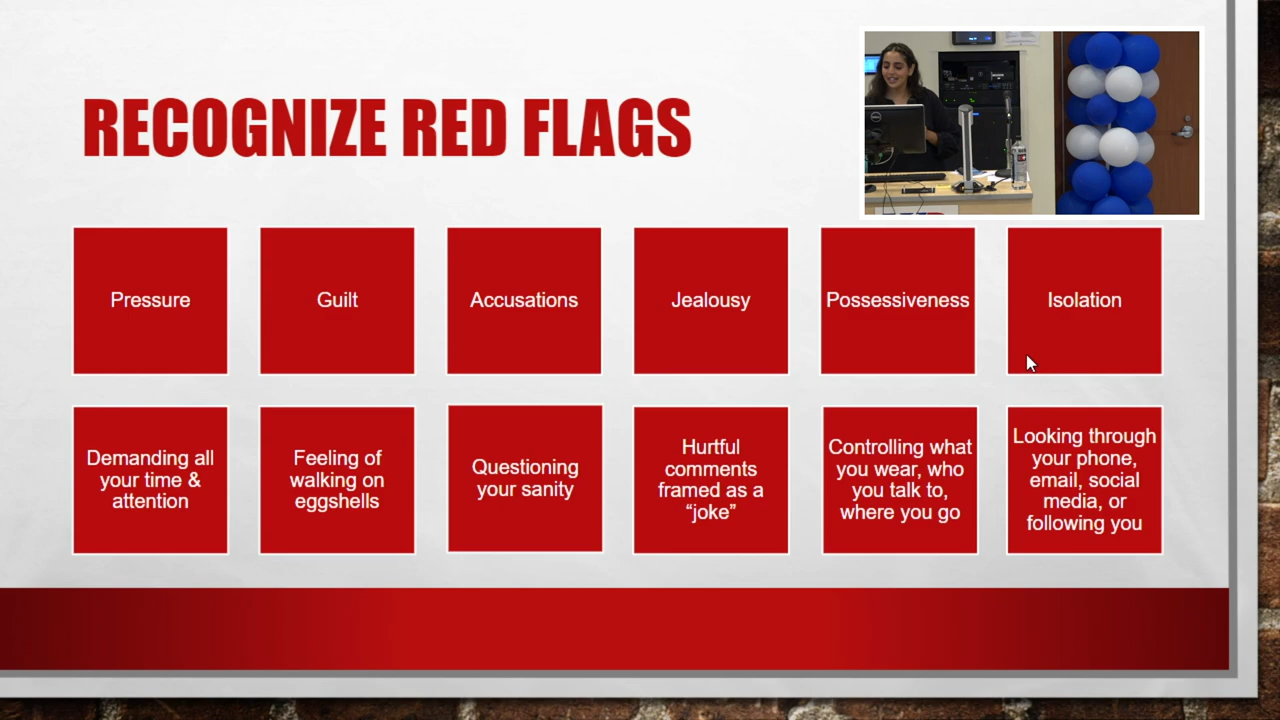 RECOGNIZE RED FLAGS
Pressure
Guilt
Accusations
Jealousy
Possessiveness
Isolation
Demanding all
your time &
attention
Feeling of
walking on
eggshells
Questioning
your sanity
Hurtful
comments
framed as a
“joke”
Controlling what
you wear, who
you talk to,
where you go
Looking through
your phone,
email, social
media, or
following you